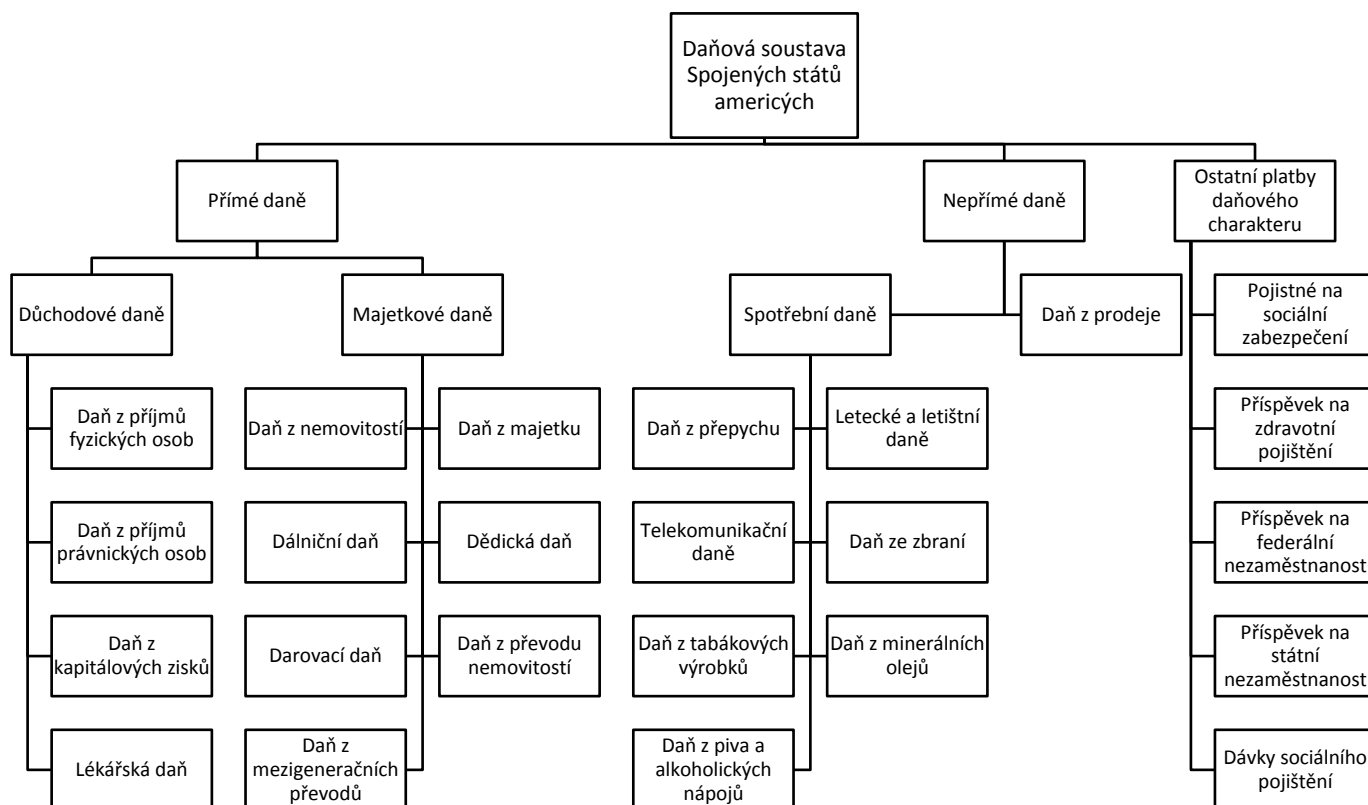 Daňová soustava
Spojených států
americých
Přímé daně
Nepřímé daně
Ostatní platby
daňového
charakteru
Důchodové daně
Majetkové daně
Spotřební daně
Daň z prodeje
Pojistné na
sociální
zabezpečení
Daň z příjmů
fyzických osob
Daň z nemovitostí
Daň z majetku
Daň z přepychu
Letecké a letištní
daně
Příspěvek na
zdravotní
pojištění
Daň z příjmů
právnických osob
Dálniční daň
Dědická daň
Telekomunikační
daně
Daň ze zbraní
Příspěvek na
federální
nezaměstnanost
Daň z
kapitálových zisků
Darovací daň
Daň z převodu
nemovitostí
Daň z tabákových
výrobků
Daň z minerálních
olejů
Příspěvek na
státní
nezaměstnanost
Lékářská daň
Daň z
mezigeneračních
převodů
Daň z piva a
alkoholických
nápojů
Dávky sociálního
pojištění